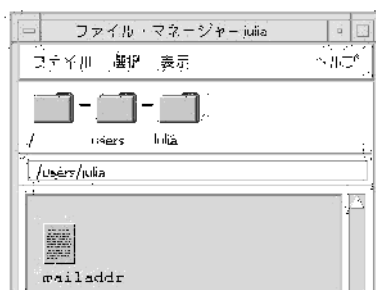 ファイル・マネージャ - julia
ファイル 選択 表示 ヘルプ
/ users julia
/users/julia
mailaddr